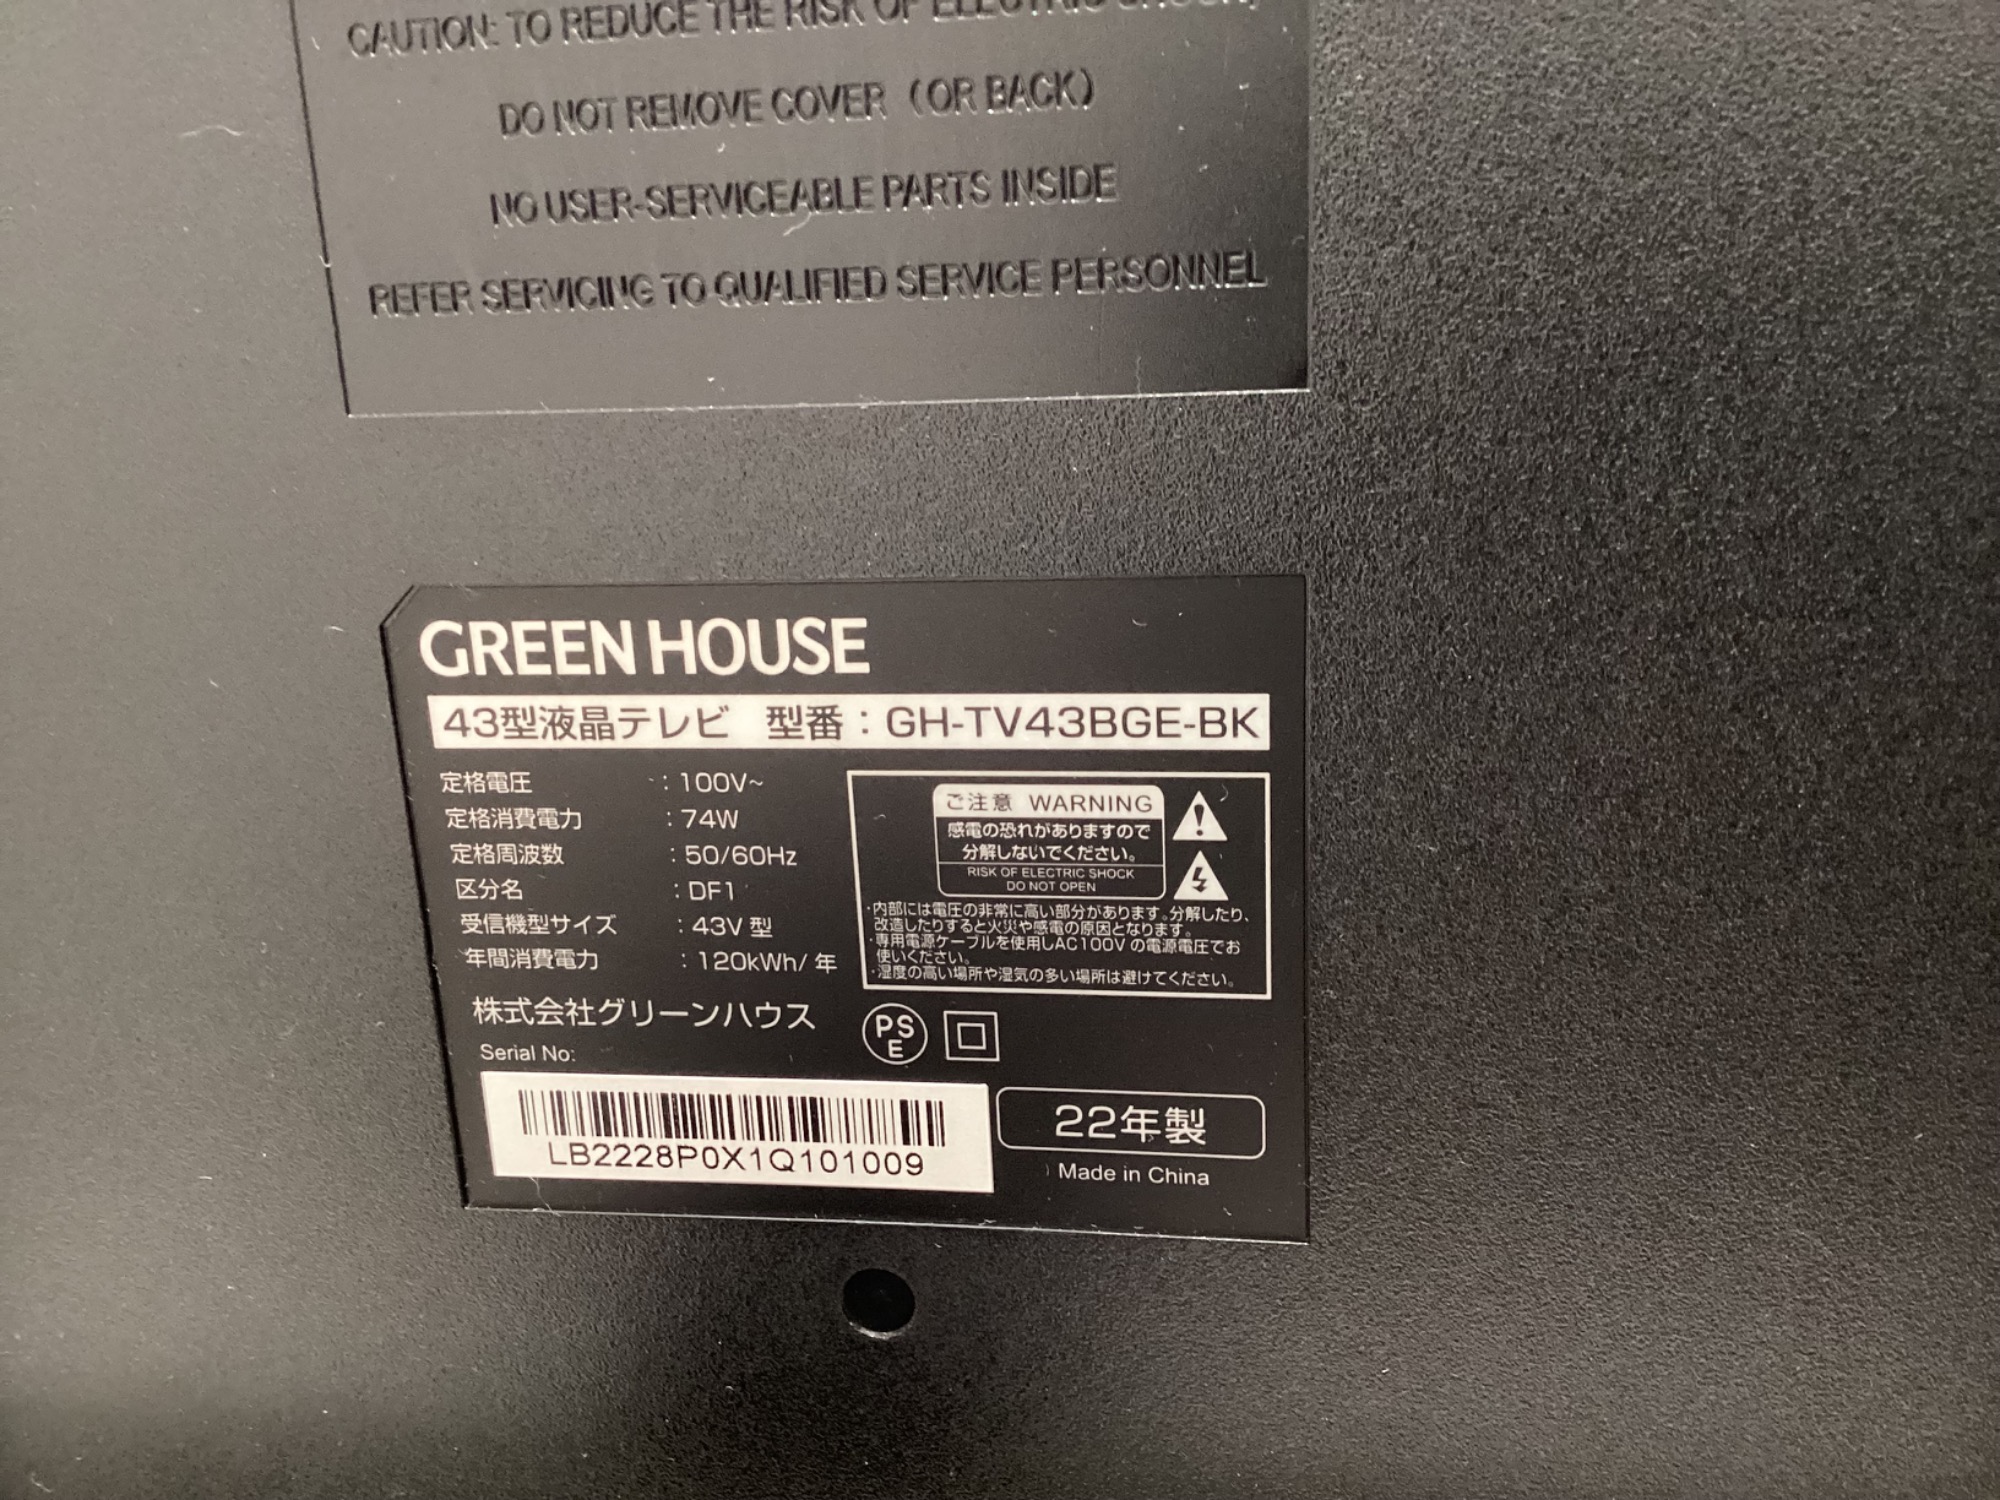 CAUTION: TO REDUCE THE RISK OF ELECTRIC SHOCK,
DO NOT REMOVE COVER (OR BACK)
NO USER-SERVICEABLE PARTS INSIDE
REFER SERVICING TO QUALIFIED SERVICE PERSONNEL
GREEN HOUSE
43型液晶テレビ 型番：GH-TV43BGE-BK
定格電圧 : 100V~
定格消費電力 : 74W
定格周波数 : 50/60Hz
区分名 : DF1
受信機型サイズ : 43V 型
年間消費電力 : 120kWh/ 年
ご注意 WARNING
感電の恐れがありますので
分解しないでください。
RISK OF ELECTRIC SHOCK
DO NOT OPEN
・内部には電圧の非常に高い部分があります。分解したり、
改造したりすると火災や感電の原因となります。
・専用電源ケーブルを使用しAC100Vの電源電圧でお
使いください。
・湿度の高い場所や湿気の多い場所は避けてください。
株式会社グリーンハウス
PS
E
Serial No:
LB2228P0X1Q101009
22年製
Made in China